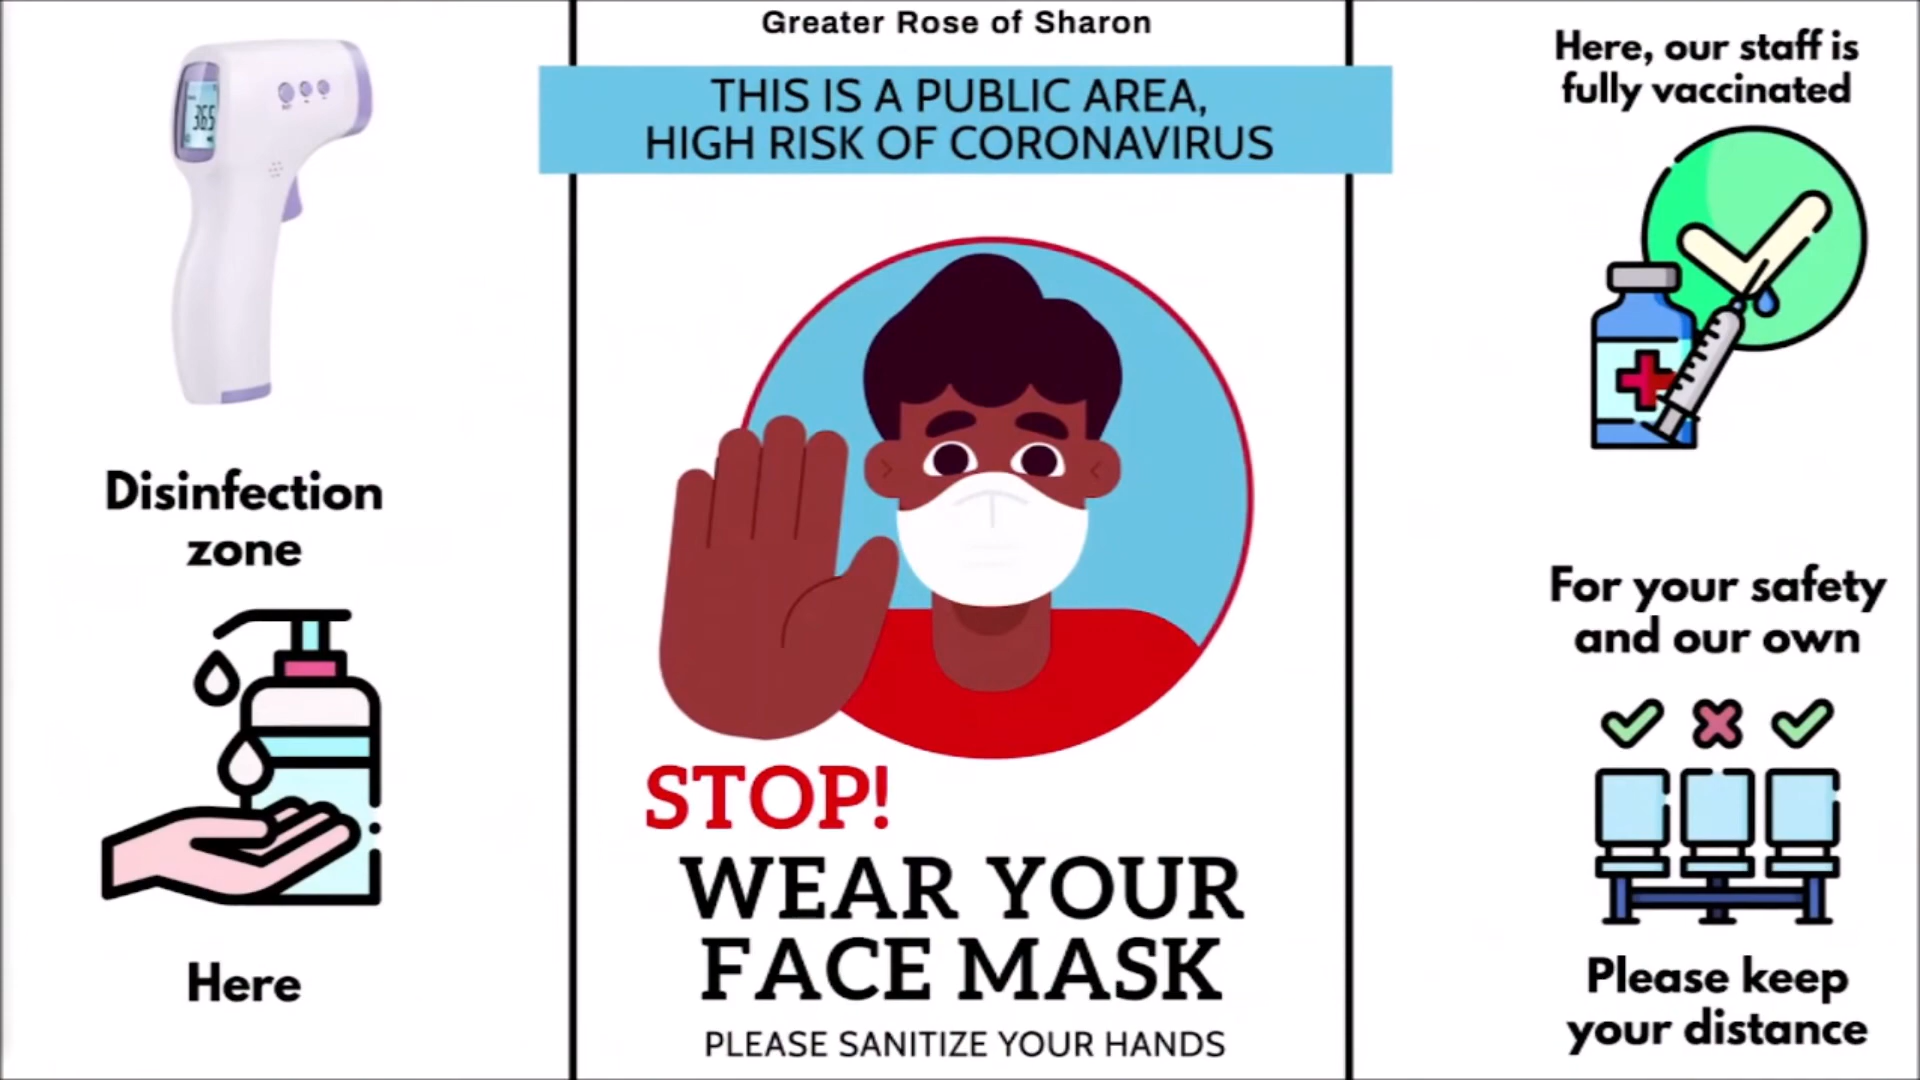 36.5
Disinfection
zone
Here
Greater Rose of Sharon
THIS IS A PUBLIC AREA,
HIGH RISK OF CORONAVIRUS
STOP!
WEAR YOUR
FACE MASK
PLEASE SANITIZE YOUR HANDS
Here, our staff is
fully vaccinated
For your safety
and our own
Please keep
your distance